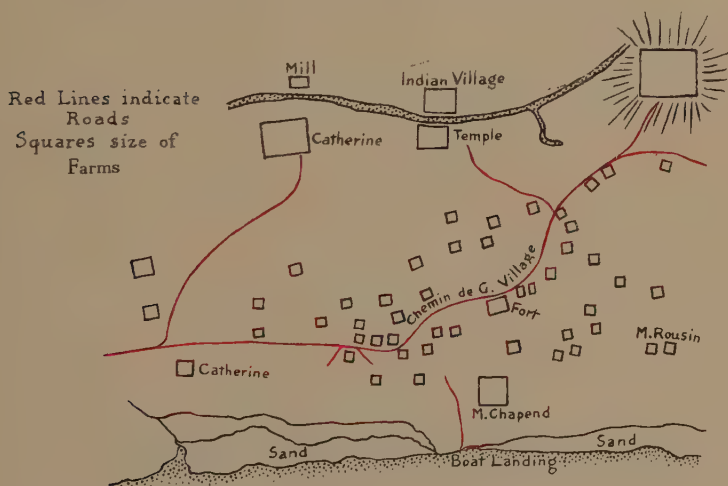 Red Lines indicate
Roads
Squares size of
Farms
Mill
Indian Village
Catherine
Temple
Chemin de G. Village
Fort
M. Rousin
Catherine
M. Chapend
Sand
Boat Landing
Sand